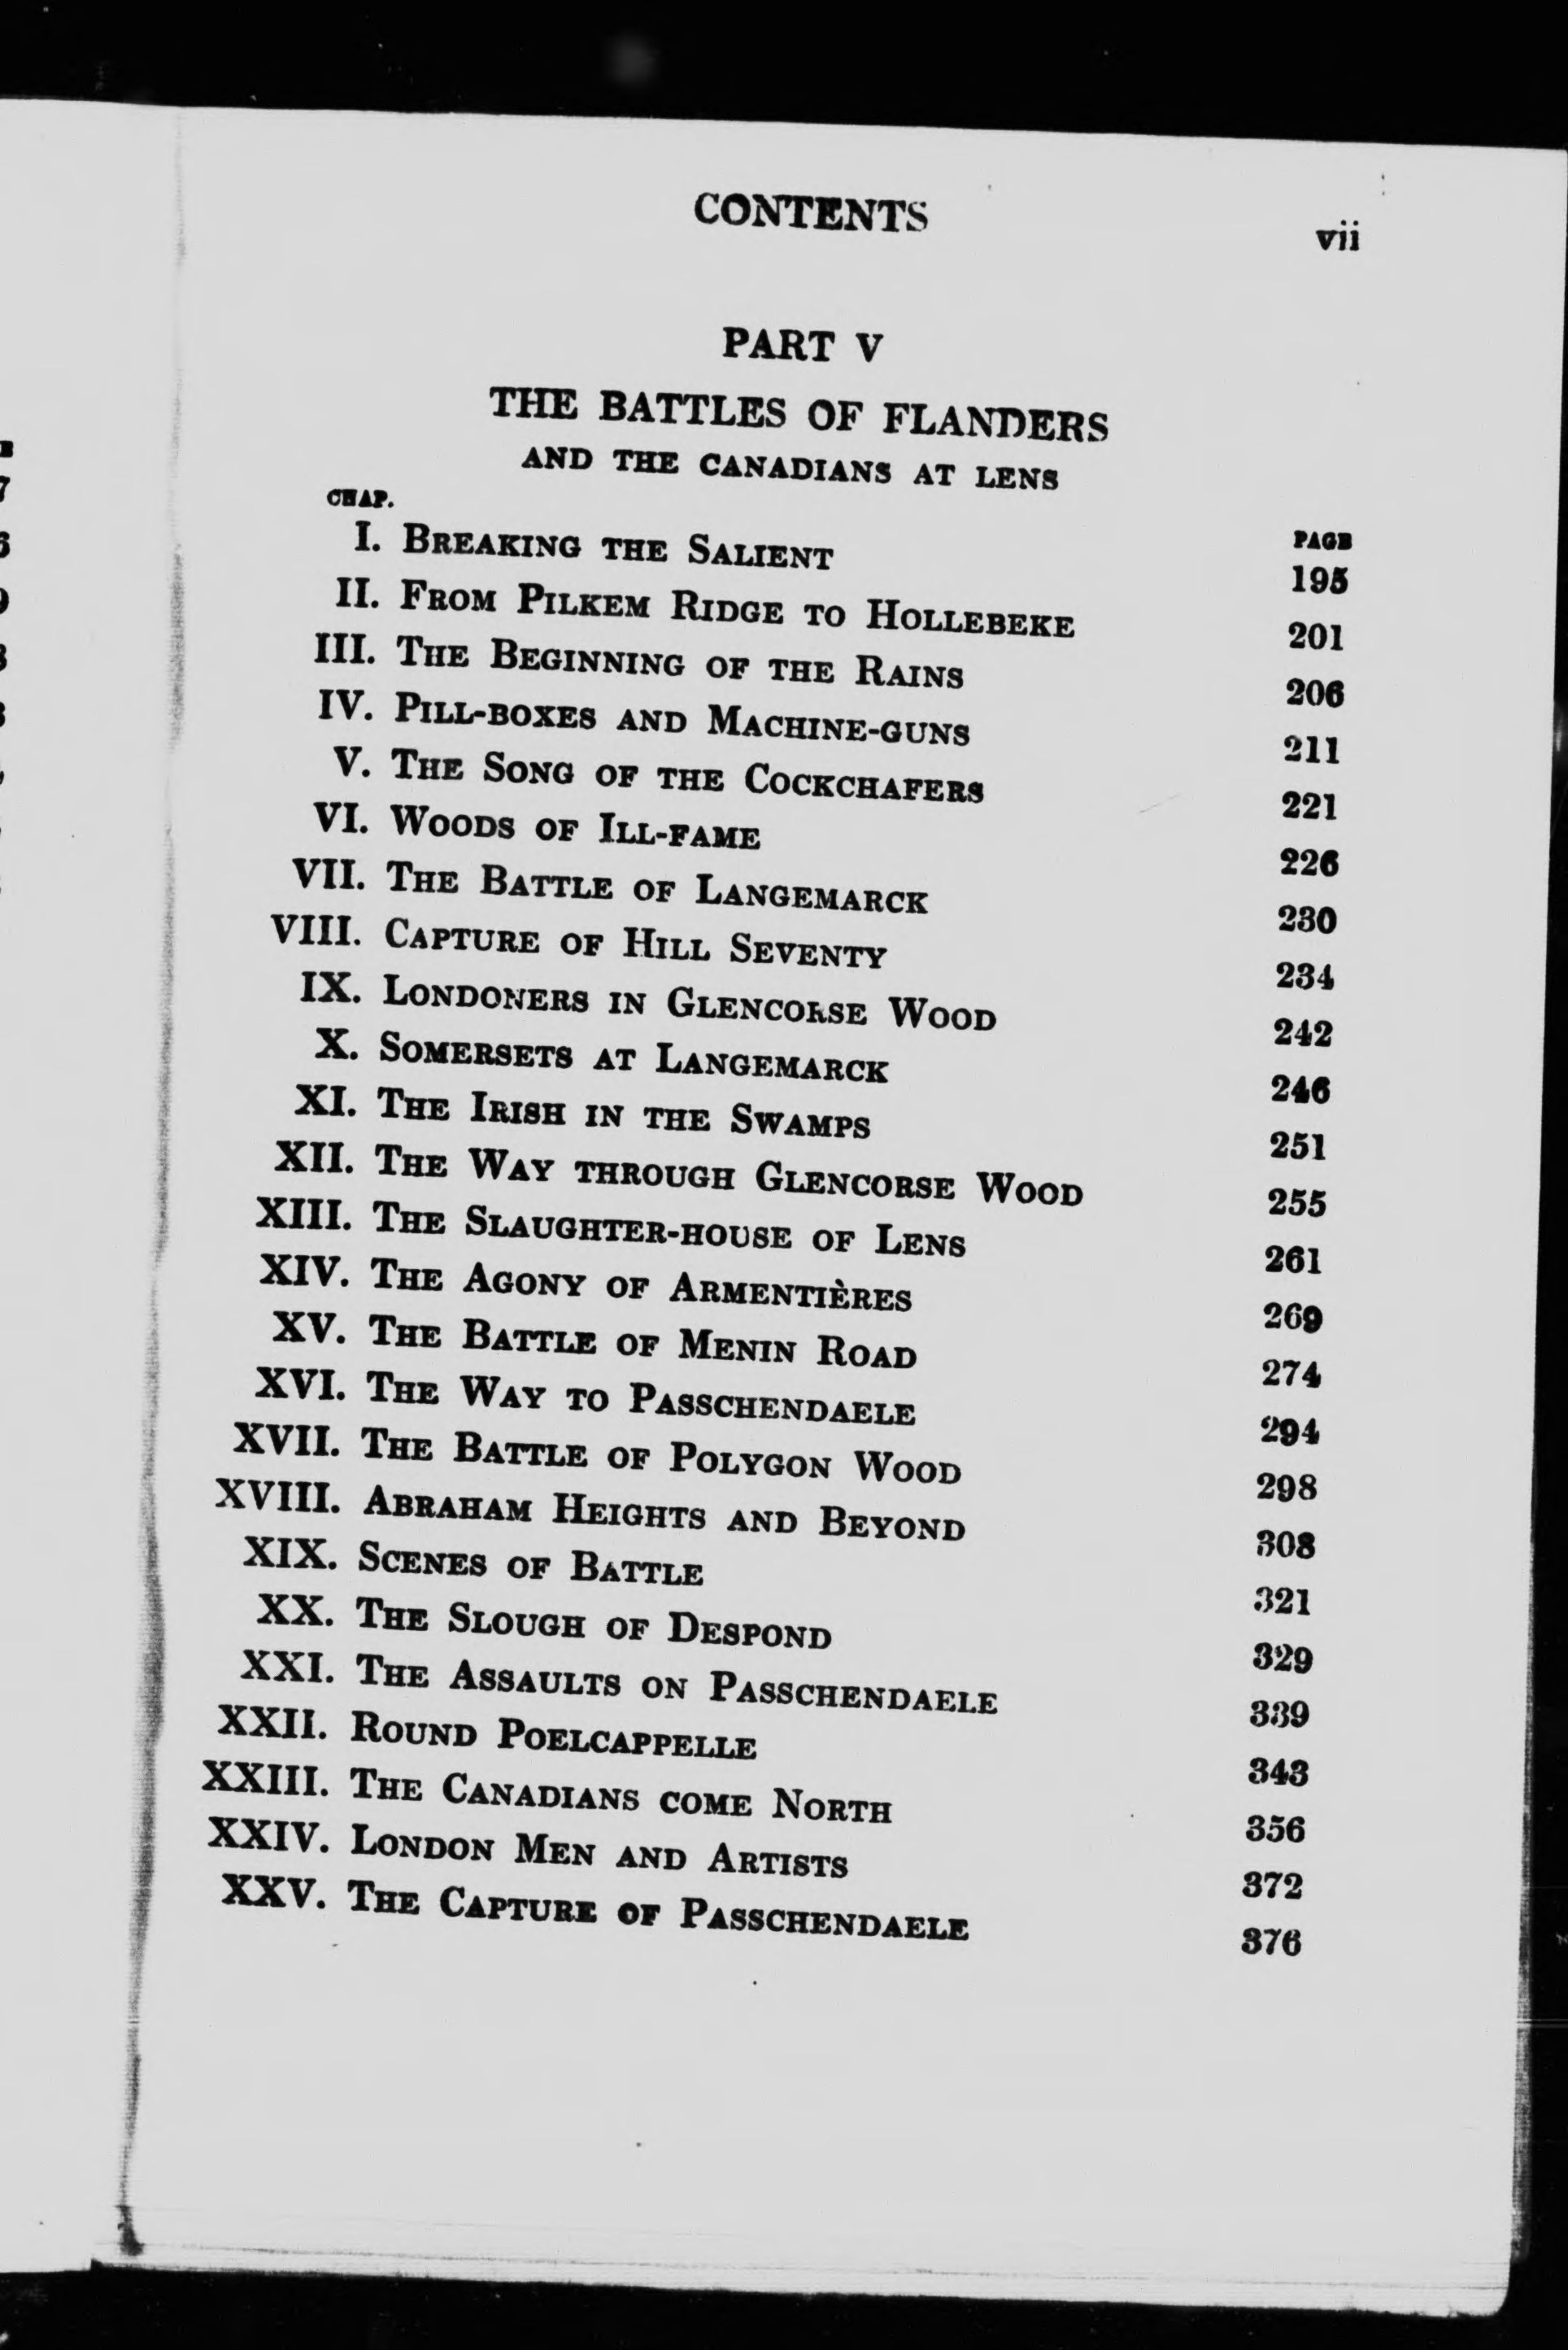 CONTENTS vii
PART V
THE BATTLES OF FLANDERS
AND THE CANADIANS AT LENS
CHAP. PAGE
I. BREAKING THE SALIENT 195
II. FROM PILKEM RIDGE TO HOLLEBEKE 201
III. THE BEGINNING OF THE RAINS 206
IV. PILL-BOXES AND MACHINE-GUNS 211
V. THE SONG OF THE COCKCHAFERS 221
VI. WOODS OF ILL-FAME 226
VII. THE BATTLE OF LANGEMARCK 230
VIII. CAPTURE OF HILL SEVENTY 234
IX. LONDONERS IN GLENCORSE WOOD 242
X. SOMERSETS AT LANGEMARCK 246
XI. THE IRISH IN THE SWAMPS 251
XII. THE WAY THROUGH GLENCORSE WOOD 255
XIII. THE SLAUGHTER-HOUSE OF LENS 261
XIV. THE AGONY OF ARMENTIÈRES 269
XV. THE BATTLE OF MENIN ROAD 274
XVI. THE WAY TO PASSCHENDAELE 294
XVII. THE BATTLE OF POLYGON WOOD 298
XVIII. ABRAHAM HEIGHTS AND BEYOND 308
XIX. SCENES OF BATTLE 321
XX. THE SLOUGH OF DESPOND 329
XXI. THE ASSAULTS ON PASSCHENDAELE 339
XXII. ROUND POELCAPPELLE 343
XXIII. THE CANADIANS COME NORTH 356
XXIV. LONDON MEN AND ARTISTS 372
XXV. THE CAPTURE OF PASSCHENDAELE 376